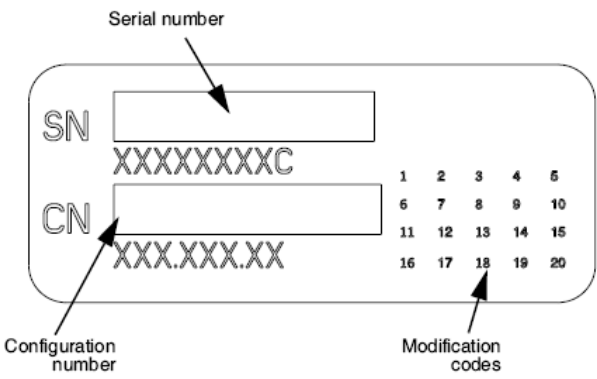 Serial number
SN
XXXXXXXXC
CN
XXX.XXX.XX
1 2 3 4 5
6 7 8 9 10
11 12 13 14 15
16 17 18 19 20
Configuration
number
Modification
codes